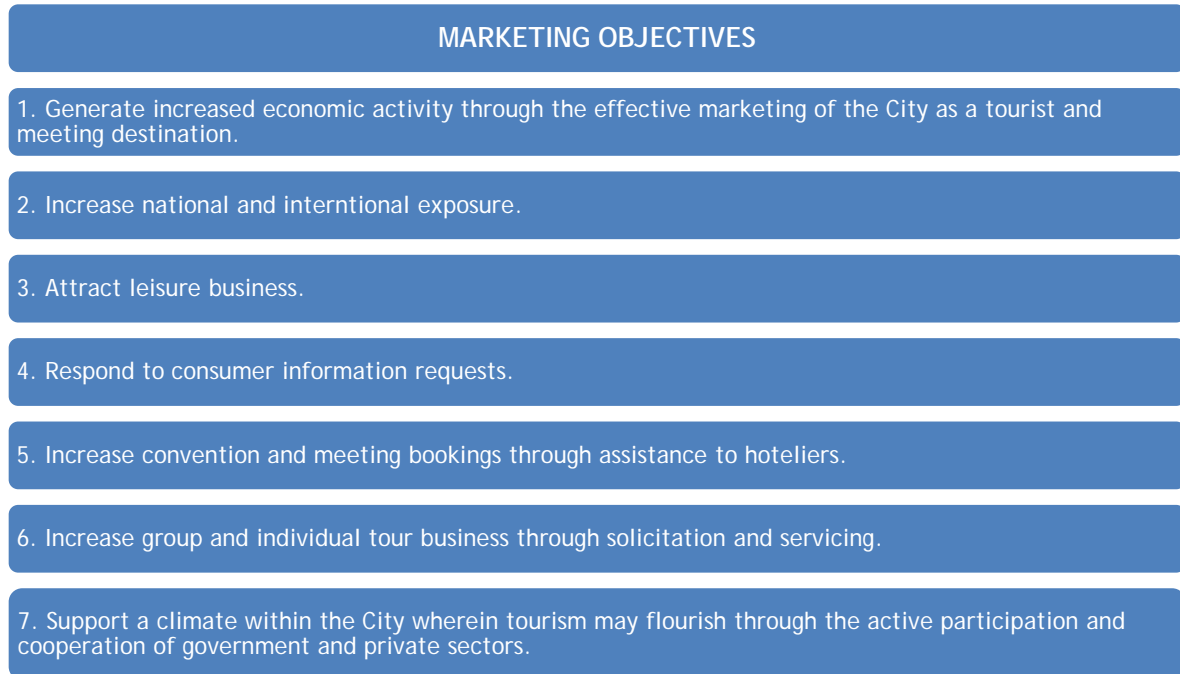 MARKETING OBJECTIVES
1. Generate increased economic activity through the effective marketing of the City as a tourist and
meeting destination.
2. Increase national and interntional exposure.
3. Attract leisure business.
4. Respond to consumer information requests.
5. Increase convention and meeting bookings through assistance to hoteliers.
6. Increase group and individual tour business through solicitation and servicing.
7. Support a climate within the City wherein tourism may flourish through the active participation and
cooperation of government and private sectors.